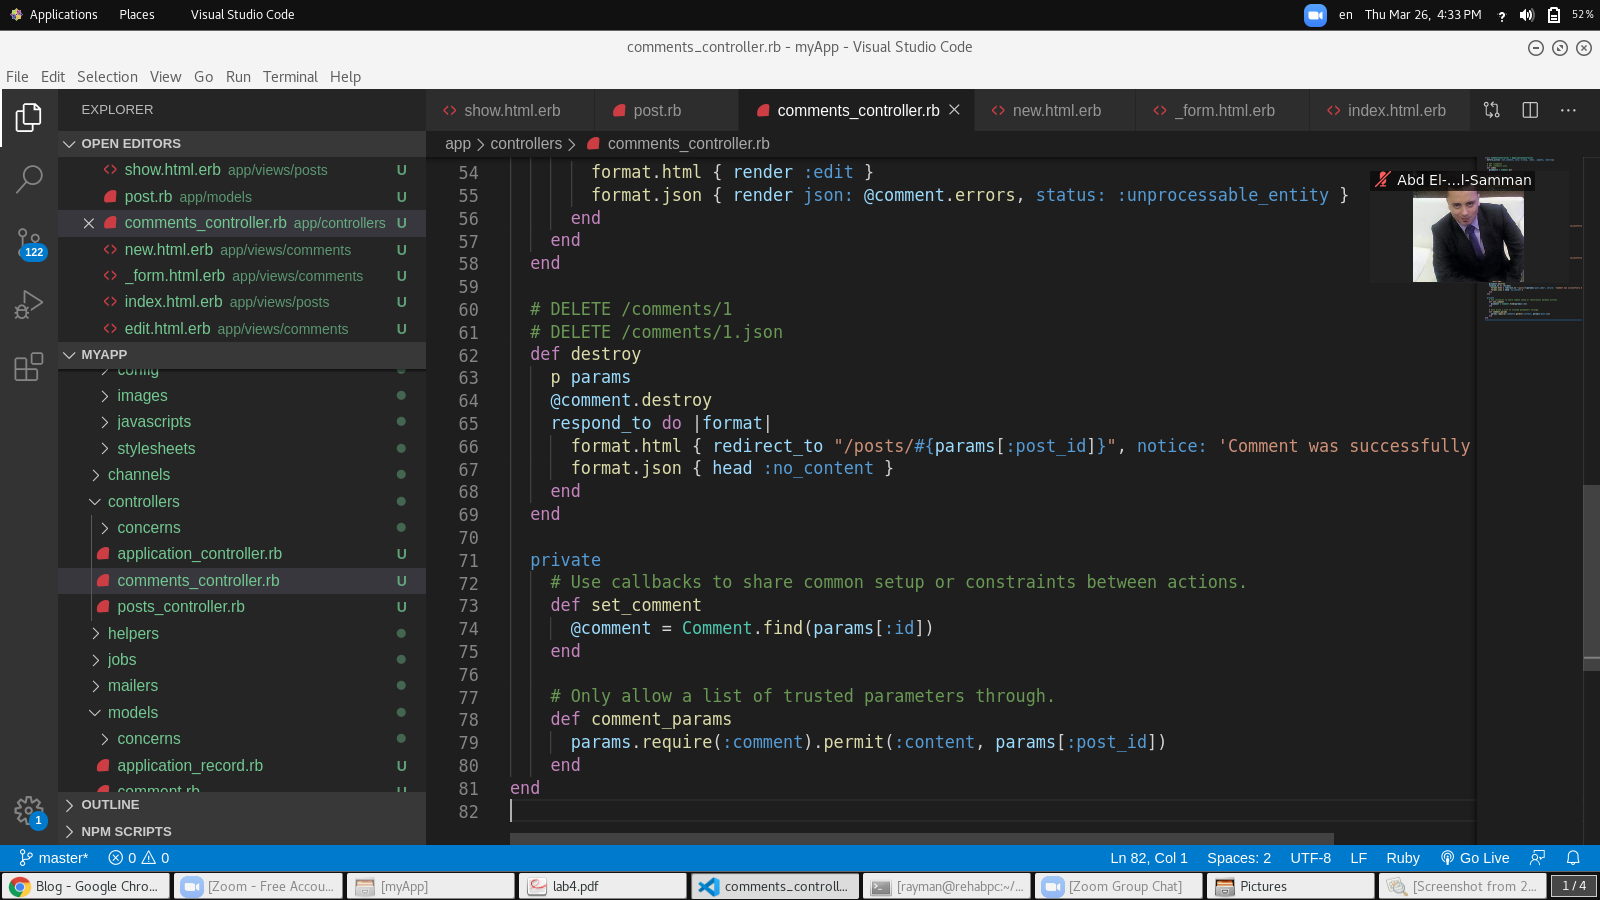 Applications Places Visual Studio Code en Thu Mar 26, 4:33 PM ? 52%
comments_controller.rb - myApp - Visual Studio Code
File Edit Selection View Go Run Terminal Help
EXPLORER
OPEN EDITORS
show.html.erb app/views/posts U
post.rb app/models U
comments_controller.rb app/controllers U
new.html.erb app/views/comments U
_form.html.erb app/views/comments U
index.html.erb app/views/posts U
edit.html.erb app/views/comments U
MYAPP
config
images
javascripts
stylesheets
channels
controllers
concerns
application_controller.rb U
comments_controller.rb U
posts_controller.rb U
helpers
jobs
mailers
models
concerns
application_record.rb U
comment.rb U
OUTLINE
NPM SCRIPTS
122
1
show.html.erb post.rb comments_controller.rb new.html.erb _form.html.erb index.html.erb
app > controllers > comments_controller.rb
54 format.html { render :edit }
55 format.json { render json: @comment.errors, status: :unprocessable_entity }
56 end
57 end
58 end
59
60 # DELETE /comments/1
61 # DELETE /comments/1.json
62 def destroy
63 p params
64 @comment.destroy
65 respond_to do |format|
66 format.html { redirect_to "/posts/#{params[:post_id]}", notice: 'Comment was successfully
67 format.json { head :no_content }
68 end
69 end
70
71 private
72 # Use callbacks to share common setup or constraints between actions.
73 def set_comment
74 @comment = Comment.find(params[:id])
75 end
76
77 # Only allow a list of trusted parameters through.
78 def comment_params
79 params.require(:comment).permit(:content, params[:post_id])
80 end
81 end
82
Abd El-...l-Samman
master* 0 0 Ln 82, Col 1 Spaces: 2 UTF-8 LF Ruby Go Live
Blog - Google Chro... [Zoom - Free Accou... [myApp] lab4.pdf comments_controll... [rayman@rehabpc:~/... [Zoom Group Chat] Pictures [Screenshot from 2... 1 / 4